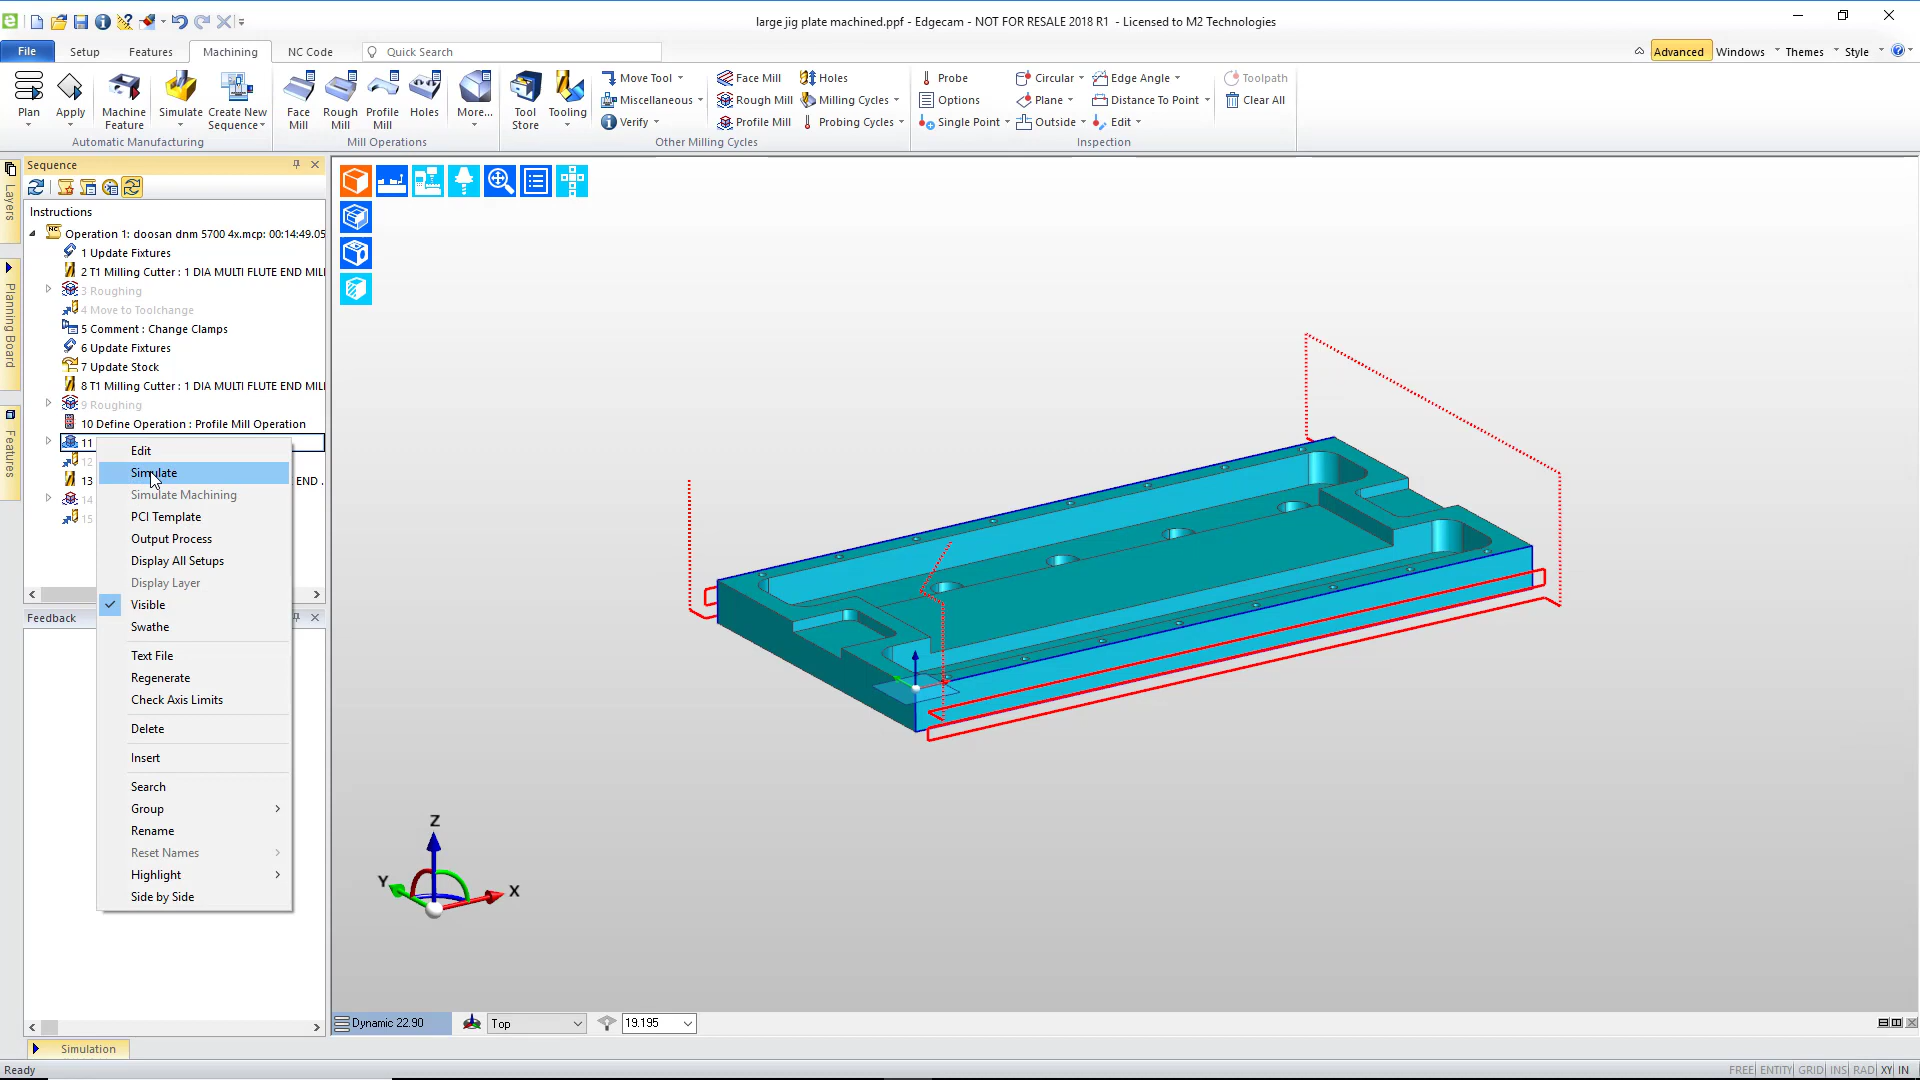 large jig plate machined.ppf - Edgecam - NOT FOR RESALE 2018 R1 - Licensed to M2 Technologies
File Setup Features Machining NC Code Quick Search Advanced Windows Themes Style
Plan Apply Machine Feature Simulate Create New Sequence
Automatic Manufacturing
Face Mill Rough Mill Profile Mill Holes More...
Mill Operations
Tool Store Tooling
Move Tool Face Mill Holes
Miscellaneous Rough Mill Milling Cycles
Verify Profile Mill Probing Cycles
Other Milling Cycles
Probe Circular Edge Angle Toolpath
Options Plane Distance To Point Clear All
Single Point Outside Edit
Inspection
Layers
Planning Board
Features
Sequence
Instructions
Operation 1: doosan dnm 5700 4x.mcp: 00:14:49.05
1 Update Fixtures
2 T1 Milling Cutter : 1 DIA MULTI FLUTE END MILL
3 Roughing
4 Move to Toolchange
5 Comment : Change Clamps
6 Update Fixtures
7 Update Stock
8 T1 Milling Cutter : 1 DIA MULTI FLUTE END MILL
9 Roughing
10 Define Operation : Profile Mill Operation
11
12
13 END .
14
15
Edit
Simulate
Simulate Machining
PCI Template
Output Process
Display All Setups
Display Layer
Visible
Swathe
Text File
Regenerate
Check Axis Limits
Delete
Insert
Search
Group
Rename
Reset Names
Highlight
Side by Side
Feedback
Z
Y
X
Dynamic 22.90 Top 19.195
Simulation
Ready FREE ENTITY GRID INS RAD XY IN